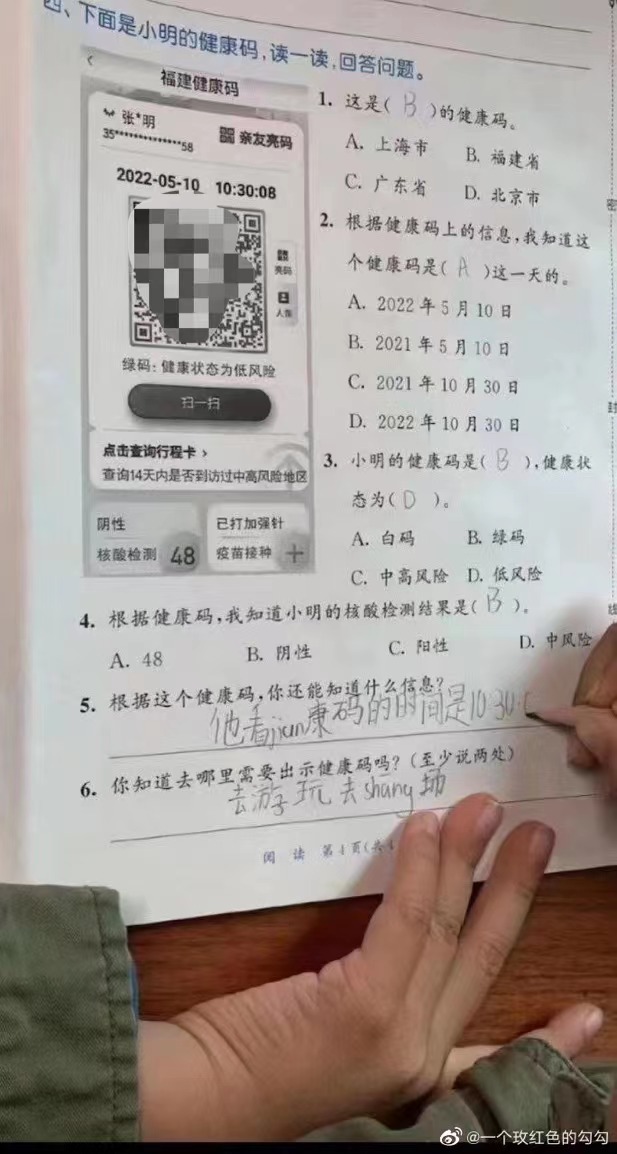 四、下面是小明的健康码,读一读,回答问题。
福建健康码
张*明
35**************58
亲友亮码
2022-05-10 10:30:08
亮码
人像
绿码:健康状态为低风险
扫一扫
点击查询行程卡 >
查询14天内是否到访过中高风险地区
阴性
核酸检测 48
已打加强针
疫苗接种 +
1. 这是( B )的健康码。
A. 上海市 B. 福建省
C. 广东省 D. 北京市
2. 根据健康码上的信息,我知道这
个健康码是( A )这一天的。
A. 2022年5月10日
B. 2021年5月10日
C. 2021年10月30日
D. 2022年10月30日
3. 小明的健康码是( B ),健康状
态为( D )。
A. 白码 B. 绿码
C. 中高风险 D. 低风险
4. 根据健康码,我知道小明的核酸检测结果是( B )。
A. 48 B. 阴性 C. 阳性 D. 中风险
5. 根据这个健康码,你还能知道什么信息?
他看jiàn康码的时间是10:30:
6. 你知道去哪里需要出示健康码吗?(至少说两处)
去游玩去shāng场
阅 读 第4页(共
密
封
线
@一个玫红色的勾勾